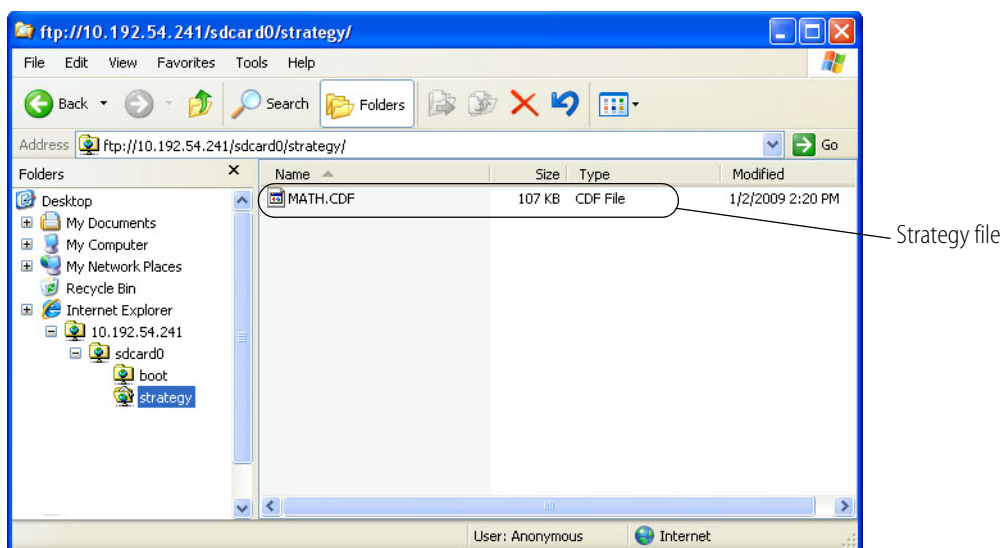 ftp://10.192.54.241/sdcard0/strategy/
File Edit View Favorites Tools Help
Back Search Folders
Address ftp://10.192.54.241/sdcard0/strategy/ Go
Folders x Name Size Type Modified
Desktop MATH.CDF 107 KB CDF File 1/2/2009 2:20 PM
My Documents
Strategy file
My Computer
My Network Places
Recycle Bin
Internet Explorer
10.192.54.241
sdcard0
boot
strategy
User: Anonymous Internet